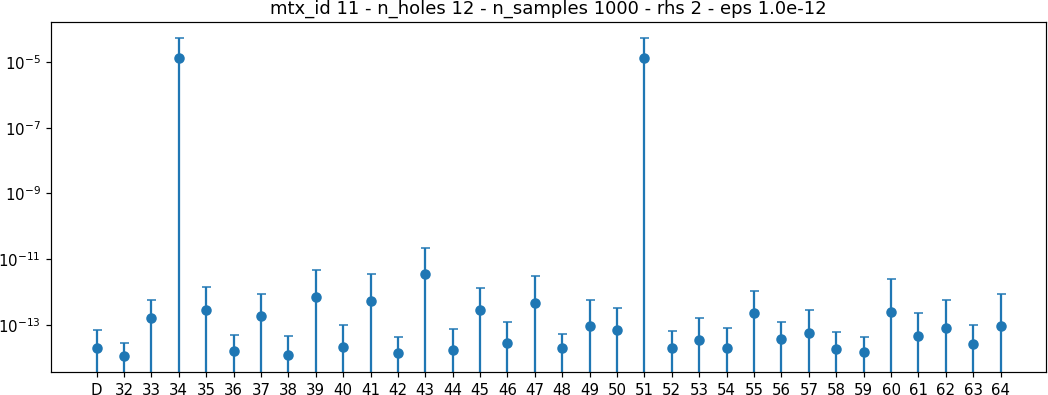 mtx_id 11 - n_holes 12 - n_samples 1000 - rhs 2 - eps 1.0e-12
10⁻⁵
10⁻⁷
10⁻⁹
10⁻¹¹
10⁻¹³
D 32 33 34 35 36 37 38 39 40 41 42 43 44 45 46 47 48 49 50 51 52 53 54 55 56 57 58 59 60 61 62 63 64